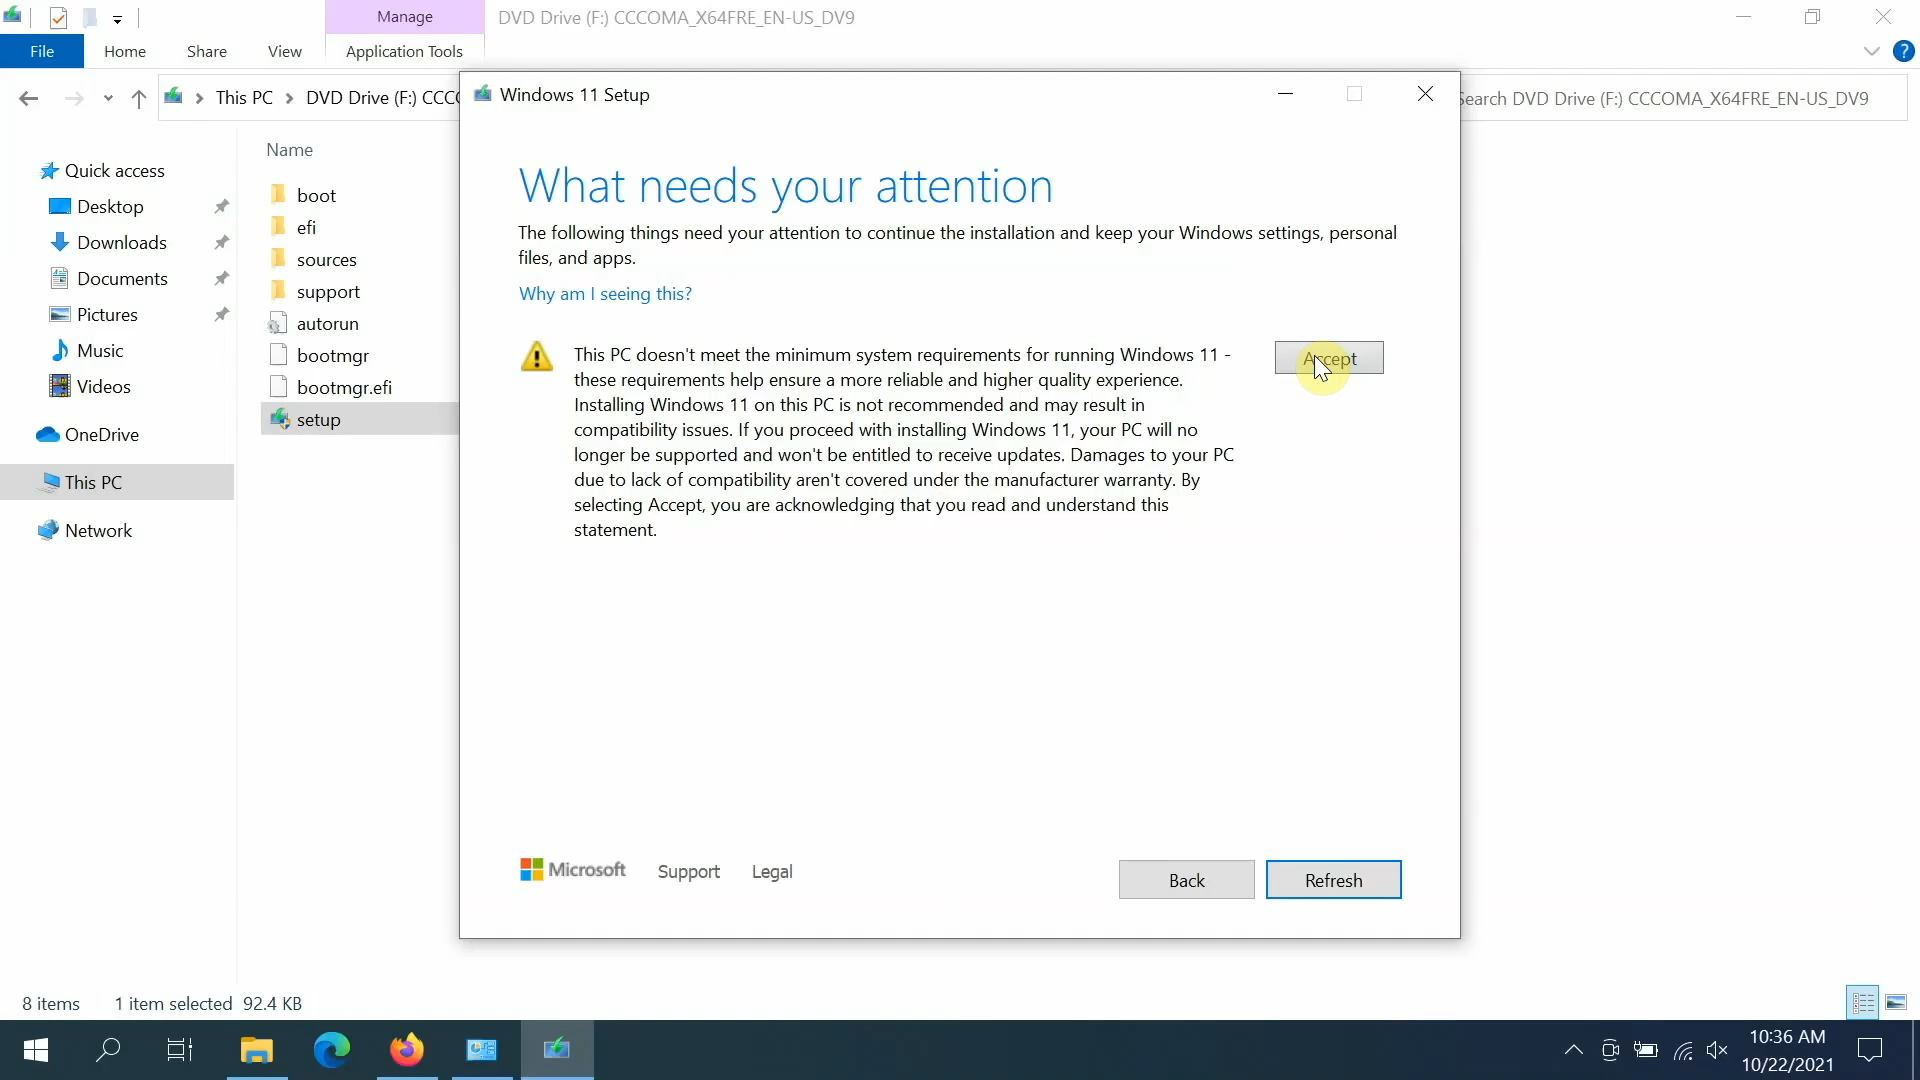 Manage
DVD Drive (F:) CCCOMA_X64FRE_EN-US_DV9
File
Home
Share
View
Application Tools
This PC
DVD Drive (F:) CCC
Search DVD Drive (F:) CCCOMA_X64FRE_EN-US_DV9
Quick access
Desktop
Downloads
Documents
Pictures
Music
Videos
OneDrive
This PC
Network
Name
boot
efi
sources
support
autorun
bootmgr
bootmgr.efi
setup
Windows 11 Setup
What needs your attention
The following things need your attention to continue the installation and keep your Windows settings, personal
files, and apps.
Why am I seeing this?
This PC doesn't meet the minimum system requirements for running Windows 11 -
these requirements help ensure a more reliable and higher quality experience.
Installing Windows 11 on this PC is not recommended and may result in
compatibility issues. If you proceed with installing Windows 11, your PC will no
longer be supported and won't be entitled to receive updates. Damages to your PC
due to lack of compatibility aren't covered under the manufacturer warranty. By
selecting Accept, you are acknowledging that you read and understand this
statement.
Accept
Microsoft
Support
Legal
Back
Refresh
8 items
1 item selected 92.4 KB
10:36 AM
10/22/2021